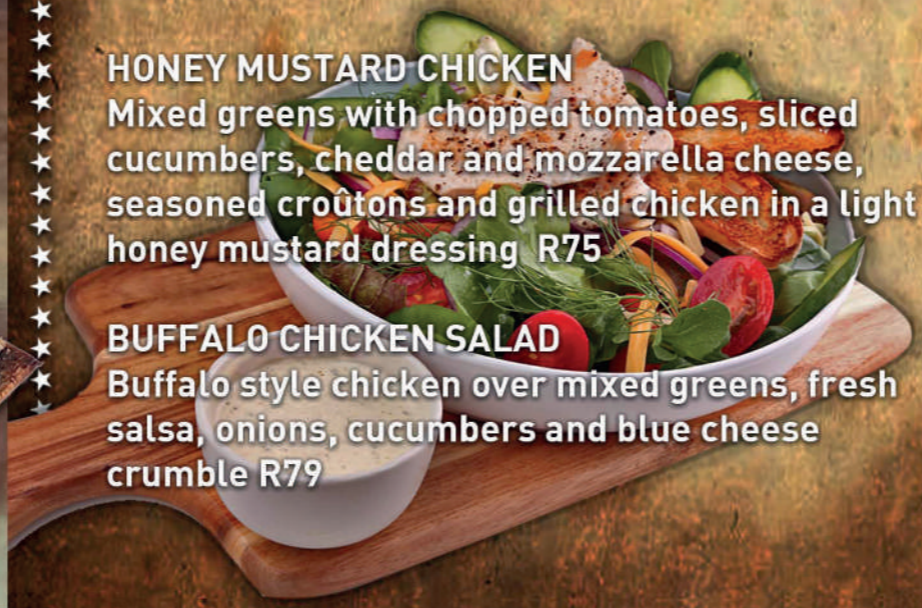 HONEY MUSTARD CHICKEN
Mixed greens with chopped tomatoes, sliced
cucumbers, cheddar and mozzarella cheese,
seasoned croûtons and grilled chicken in a light
honey mustard dressing R75
BUFFALO CHICKEN SALAD
Buffalo style chicken over mixed greens, fresh
salsa, onions, cucumbers and blue cheese
crumble R79